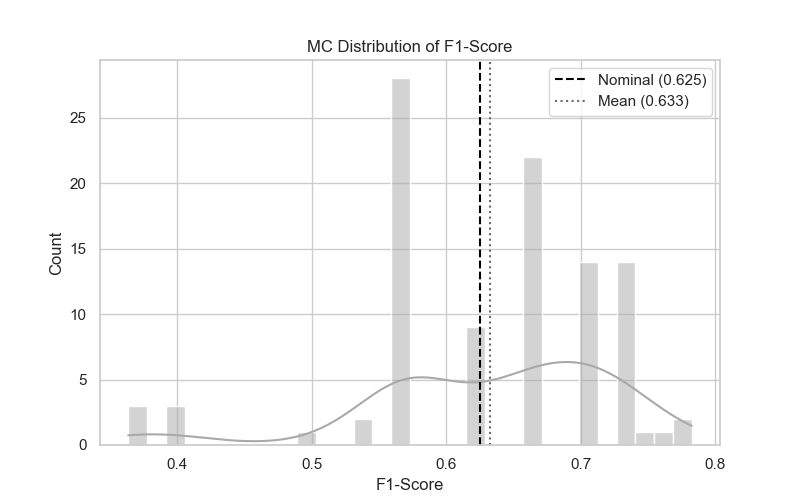 MC Distribution of F1-Score
Nominal (0.625)
Mean (0.633)
Count
25
20
15
10
5
0
0.4 0.5 0.6 0.7 0.8
F1-Score